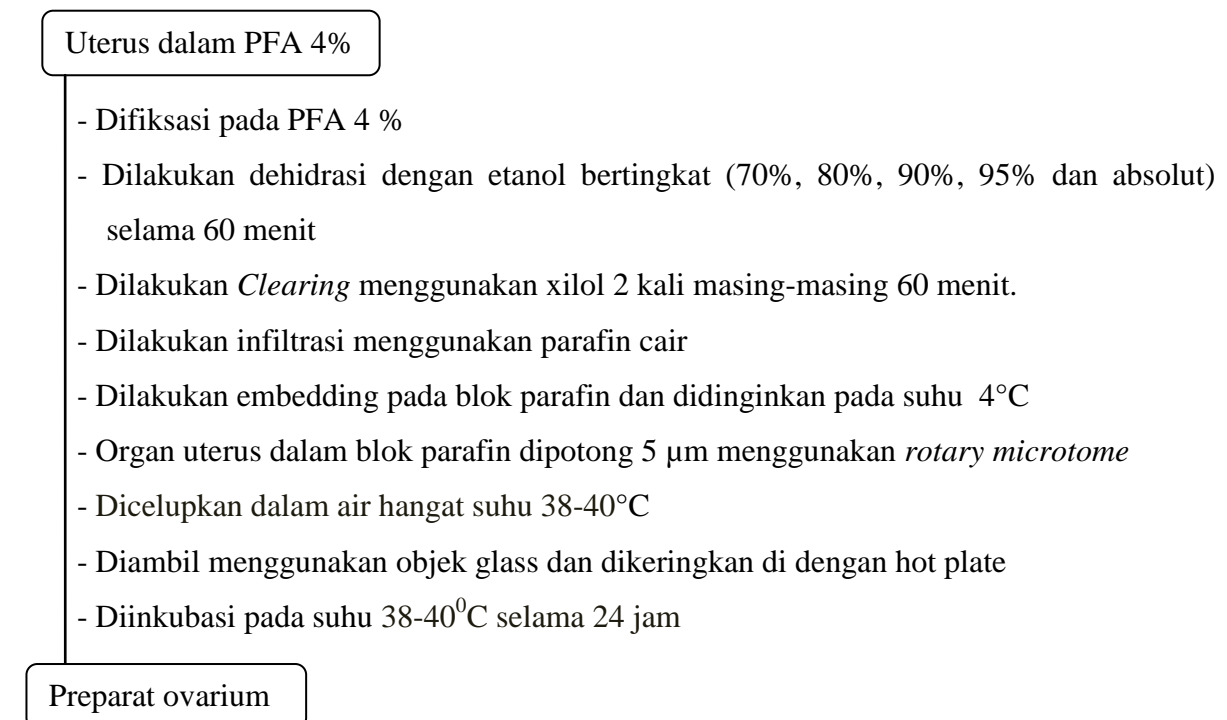 Uterus dalam PFA 4%
- Difiksasi pada PFA 4 %
- Dilakukan dehidrasi dengan etanol bertingkat (70%, 80%, 90%, 95% dan absolut)
selama 60 menit
- Dilakukan Clearing menggunakan xilol 2 kali masing-masing 60 menit.
- Dilakukan infiltrasi menggunakan parafin cair
- Dilakukan embedding pada blok parafin dan didinginkan pada suhu 4°C
- Organ uterus dalam blok parafin dipotong 5 µm menggunakan rotary microtome
- Dicelupkan dalam air hangat suhu 38-40°C
- Diambil menggunakan objek glass dan dikeringkan di dengan hot plate
- Diinkubasi pada suhu 38-40⁰C selama 24 jam
Preparat ovarium